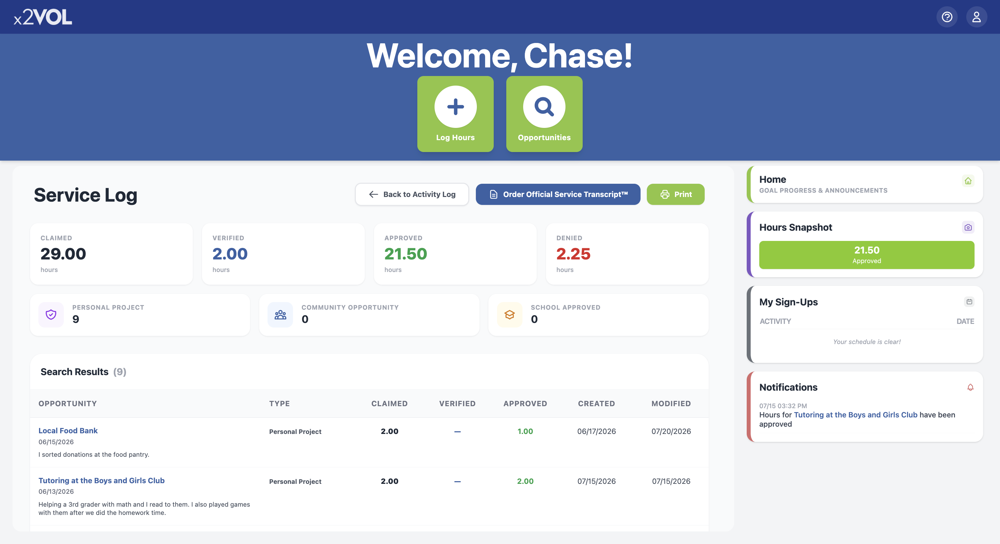 x2VOL
Welcome, Chase!
Log Hours
Opportunities
Service Log
Back to Activity Log
Order Official Service Transcript™
Print
CLAIMED
29.00
hours
VERIFIED
2.00
hours
APPROVED
21.50
hours
DENIED
2.25
hours
PERSONAL PROJECT
9
COMMUNITY OPPORTUNITY
0
SCHOOL APPROVED
0
Search Results (9)
OPPORTUNITY TYPE CLAIMED VERIFIED APPROVED CREATED MODIFIED
Local Food Bank Personal Project 2.00 — 1.00 06/17/2026 07/20/2026
06/15/2026
I sorted donations at the food pantry.
Tutoring at the Boys and Girls Club Personal Project 2.00 — 2.00 07/15/2026 07/15/2026
06/13/2026
Helping a 3rd grader with math and I read to them. I also played games
with them after we did the homework time.
Home
GOAL PROGRESS & ANNOUNCEMENTS
Hours Snapshot
21.50
Approved
My Sign-Ups
ACTIVITY DATE
Your schedule is clear!
Notifications
07/15 03:32 PM
Hours for Tutoring at the Boys and Girls Club have been
approved